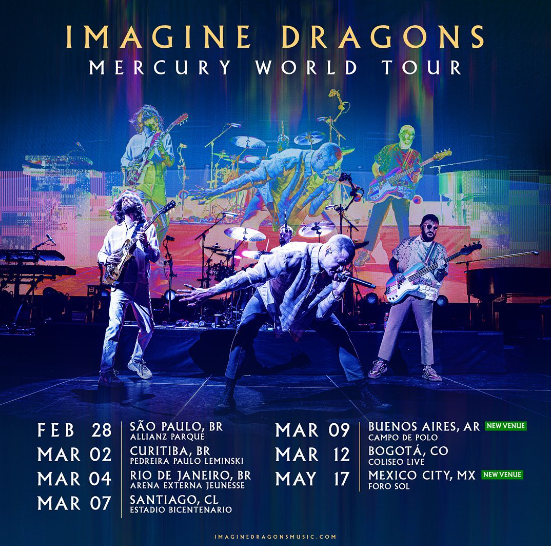 IMAGINE DRAGONS
MERCURY WORLD TOUR
FEB 28 SÃO PAULO, BR
ALLIANZ PARQUE
MAR 02 CURITIBA, BR
PEDREIRA PAULO LEMINSKI
MAR 04 RIO DE JANEIRO, BR
ARENA EXTERNA JEUNESSE
MAR 07 SANTIAGO, CL
ESTADIO BICENTENARIO
MAR 09 BUENOS AIRES, AR NEW VENUE
CAMPO DE POLO
MAR 12 BOGOTÁ, CO
COLISEO LIVE
MAY 17 MEXICO CITY, MX NEW VENUE
FORO SOL
IMAGINEDRAGONSMUSIC.COM